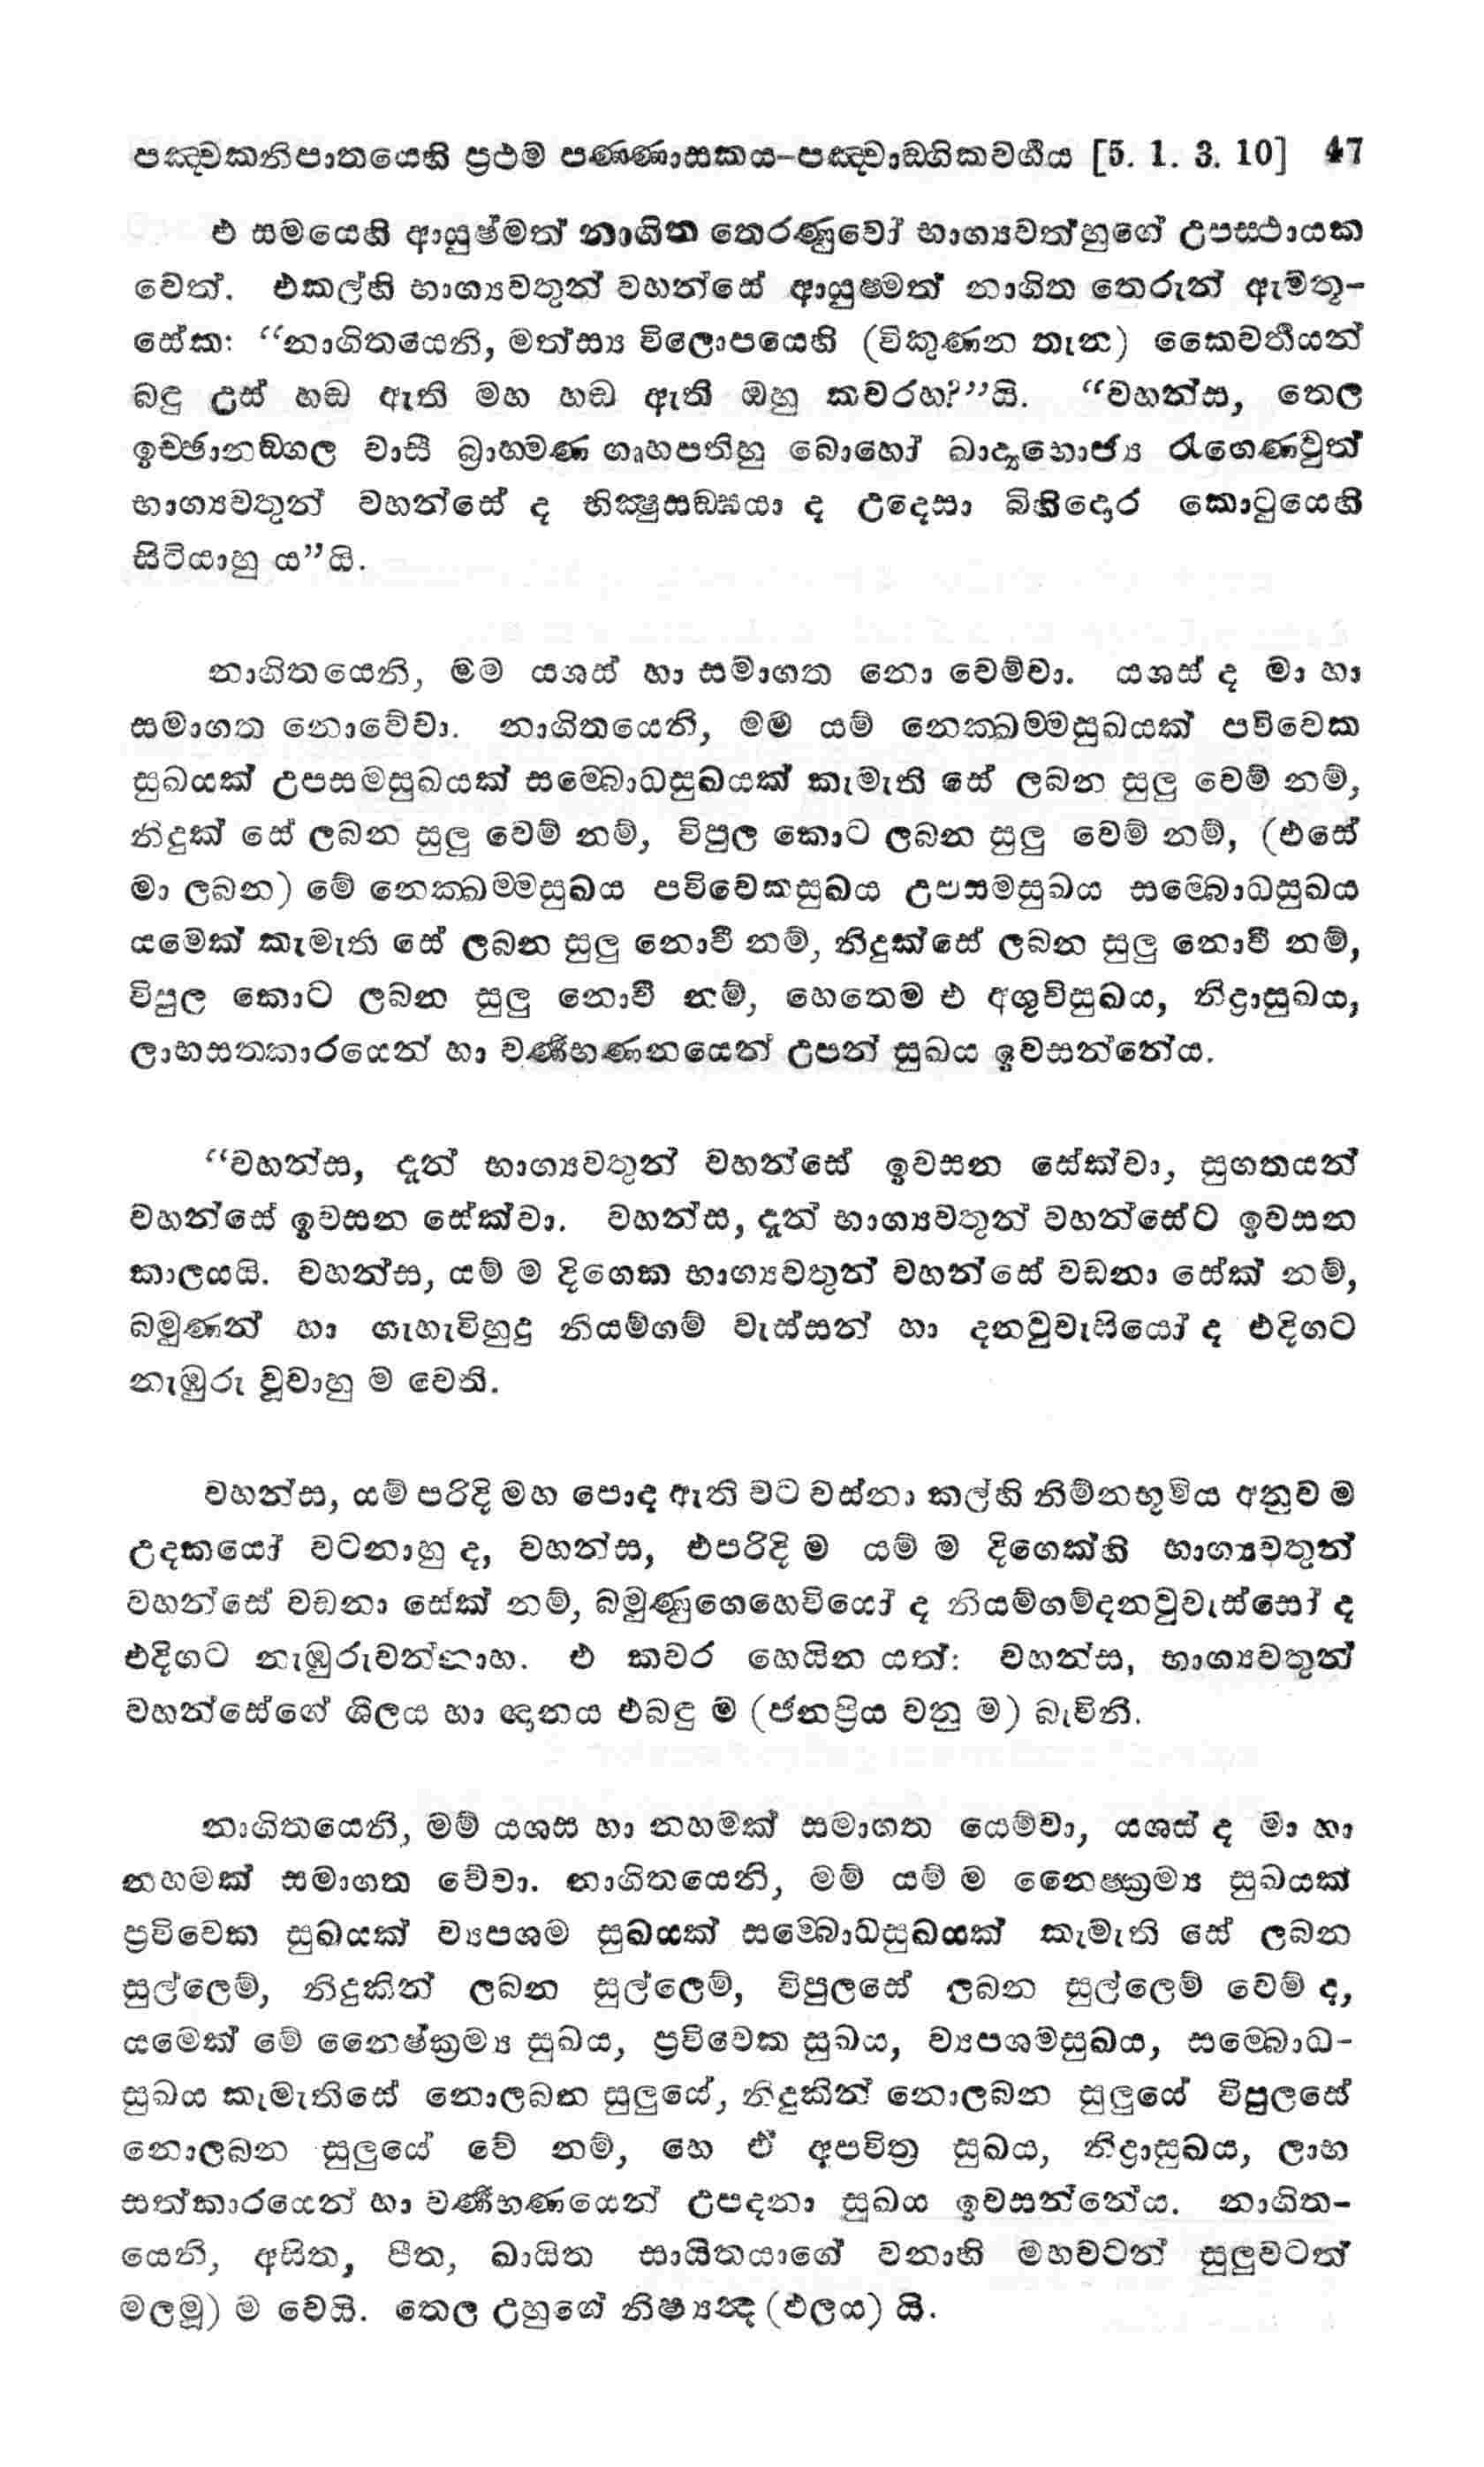 පඤ්චකනිපාතයෙහි ප්‍රථම පණ්ණාසකය-පඤ්චාඞ්ගිකවර්ගය [5. 1. 3. 10] 47
එ සමයෙහි ආයුෂ්මත් නාගිත තෙරණුවෝ භාග්‍යවත්හුගේ උපස්ථායක
වෙත්. එකල්හි භාග්‍යවතුන් වහන්සේ ආයුෂ්මත් නාගිත තෙරුන් ඇමතූ-
සේක: “නාගිතයෙනි, මත්ස්‍ය විලොපයෙහි (විකුණන තැන) කෛවර්තයන්
බඳු උස් හඬ ඇති මහ හඬ ඇති ඔහු කවරහ?”යි. “වහන්ස, තෙල
ඉච්ඡානඞ්ගල වාසී බ්‍රාහ්මණ ගෘහපතිහු බොහෝ ඛාද්‍යභොජ්‍ය රැගෙණවුත්
භාග්‍යවතුන් වහන්සේ ද භික්ෂුසඞ්ඝයා ද උදෙසා බිහිදොර කොටුයෙහි
සිටියාහු ය”යි.
නාගිතයෙනි, මම යශස් හා සමාගත නො වෙම්වා. යශස් ද මා හා
සමාගත නොවේවා. නාගිතයෙනි, මම යම් නෙක්ඛම්මසුඛයක් පවිවෙක
සුඛයක් උපසමසුඛයක් සම්බොධසුඛයක් කැමැති සේ ලබන සුලු වෙම් නම්,
නිදුක් සේ ලබන සුලු වෙම් නම්, විපුල කොට ලබන සුලු වෙම් නම්, (එසේ
මා ලබන) මේ නෙක්ඛම්මසුඛය පවිවෙකසුඛය උපසමසුඛය සම්බොධසුඛය
යමෙක් කැමැති සේ ලබන සුලු නොවී නම්, නිදුක්සේ ලබන සුලු නොවී නම්,
විපුල කොට ලබන සුලු නොවී නම්, හෙතෙම එ අශුචිසුඛය, නිද්‍රාසුඛය,
ලාභසත්කාරයෙන් හා වර්ණභණනයෙන් උපන් සුඛය ඉවසන්නේය.
“වහන්ස, දැන් භාග්‍යවතුන් වහන්සේ ඉවසන සේක්වා, සුගතයන්
වහන්සේ ඉවසන සේක්වා. වහන්ස, දැන් භාග්‍යවතුන් වහන්සේට ඉවසන
කාලයයි. වහන්ස, යම් ම දිගෙක භාග්‍යවතුන් වහන්සේ වඩනා සේක් නම්,
බමුණන් හා ගැහැවිහුදු නියම්ගම් වැස්සන් හා දනවුවැසියෝ ද එදිගට
නැඹුරු වූවාහු ම වෙති.
වහන්ස, යම් පරිදි මහ පොද ඇති වට වස්නා කල්හි නිම්නභූමිය අනුව ම
උදකයෝ වටනාහු ද, වහන්ස, එපරිදි ම යම් ම දිගෙක්හි භාග්‍යවතුන්
වහන්සේ වඩනා සේක් නම්, බමුණුගෙහෙවියෝ ද නියම්ගම්දනවුවැස්සෝ ද
එදිගට නැඹුරුවන්නාහ. එ කවර හෙයින යත්: වහන්ස, භාග්‍යවතුන්
වහන්සේගේ ශීලය හා ඥානය එබඳු ම (ජනප්‍රිය වනු ම) බැවිනි.
නාගිතයෙනි, මම් යශස හා නහමක් සමාගත යෙම්වා, යශස් ද මා හා
නහමක් සමාගත වේවා. නාගිතයෙනි, මම් යම් ම නෛෂ්ක්‍රම්‍ය සුඛයක්
ප්‍රවිවෙක සුඛයක් ව්‍යපශම සුඛයක් සම්බොධසුඛයක් කැමැති සේ ලබන
සුල්ලෙම්, නිදුකින් ලබන සුල්ලෙම්, විපුලසේ ලබන සුල්ලෙම් වෙම් ද,
යමෙක් මේ නෛෂ්ක්‍රම්‍ය සුඛය, ප්‍රවිවෙක සුඛය, ව්‍යපශමසුඛය, සම්බොධ-
සුඛය කැමැතිසේ නොලබන සුලුයේ, නිදුකින් නොලබන සුලුයේ විපුලසේ
නොලබන සුලුයේ වේ නම්, හෙ ඒ අපවිත්‍ර සුඛය, නිද්‍රාසුඛය, ලාභ
සත්කාරයෙන් හා වර්ණභණයෙන් උපදනා සුඛය ඉවසන්නේය. නාගිත-
යෙනි, අසිත, පීත, ඛායිත සායිතයාගේ වනාහි මහවටත් සුලුවටත්
මලමූ) ම වෙයි. තෙල උහුගේ නිෂ්‍යන්ද (ඵලය) යි.